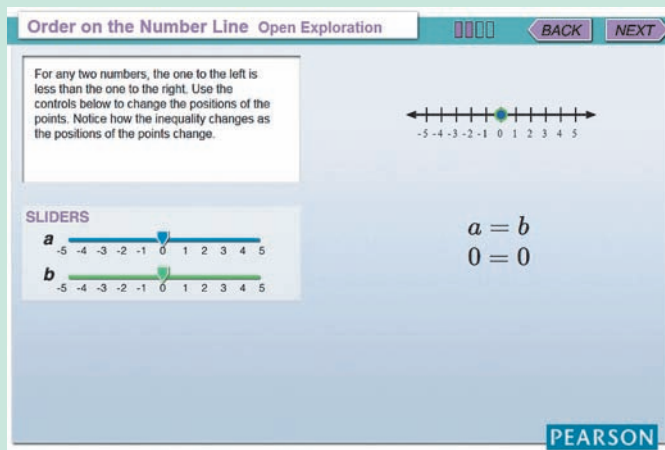 Order on the Number Line Open Exploration
BACK
NEXT
For any two numbers, the one to the left is
less than the one to the right. Use the
controls below to change the positions of the
points. Notice how the inequality changes as
the positions of the points change.
-5 -4 -3 -2 -1 0 1 2 3 4 5
SLIDERS
a
-5 -4 -3 -2 -1 0 1 2 3 4 5
b
-5 -4 -3 -2 -1 0 1 2 3 4 5
a = b
0 = 0
PEARSON